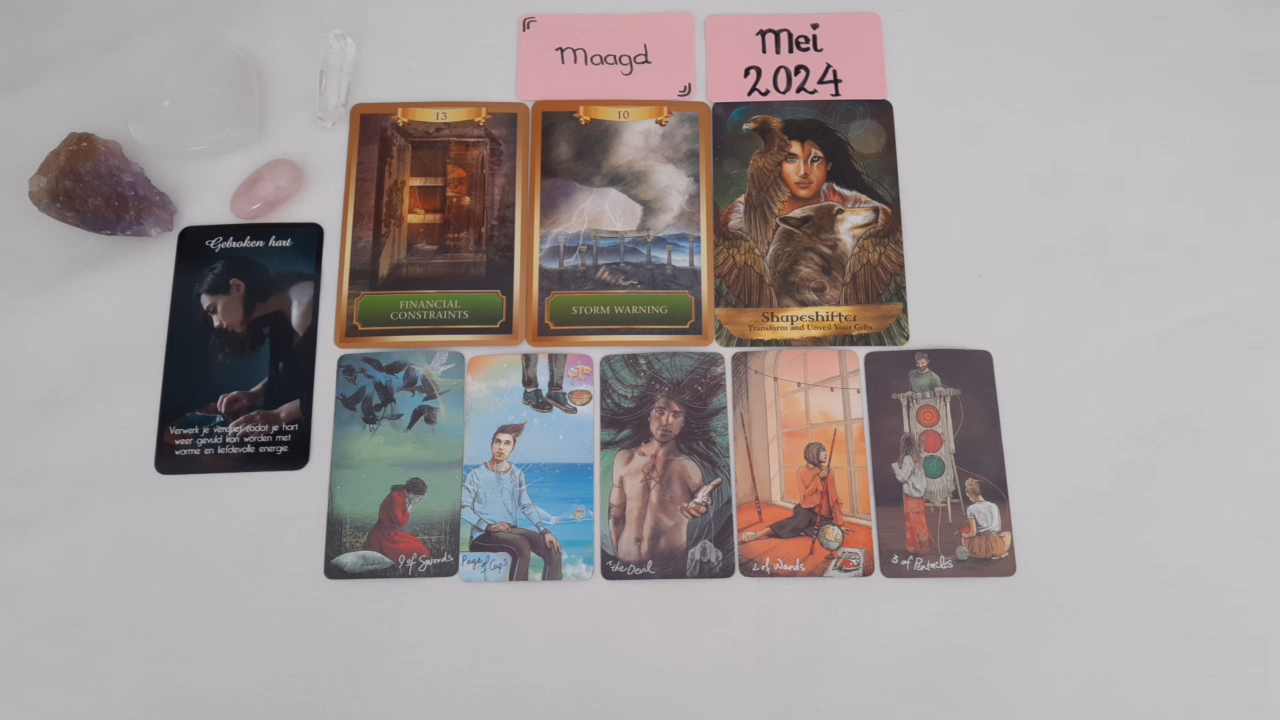 Maagd
Mei
2024
13
FINANCIAL
CONSTRAINTS
10
STORM WARNING
Shapeshifter
Transform and Unveil Your Gifts
Gebroken hart
Verwerk je verdriet zodat je hart
weer gevuld kan worden met
warme en liefdevolle energie.
9 of Swords
Page of Cups
the Devil
2 of Wands
3 of Pentacles